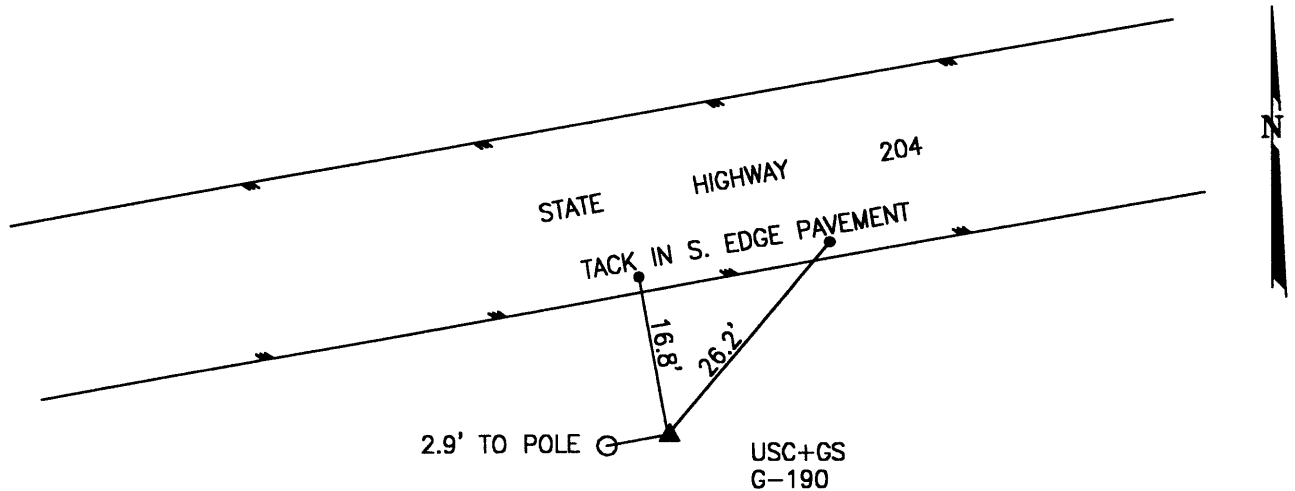 N
STATE HIGHWAY 204
TACK IN S. EDGE PAVEMENT
16.8'
26.2'
2.9' TO POLE
USC+GS
G-190